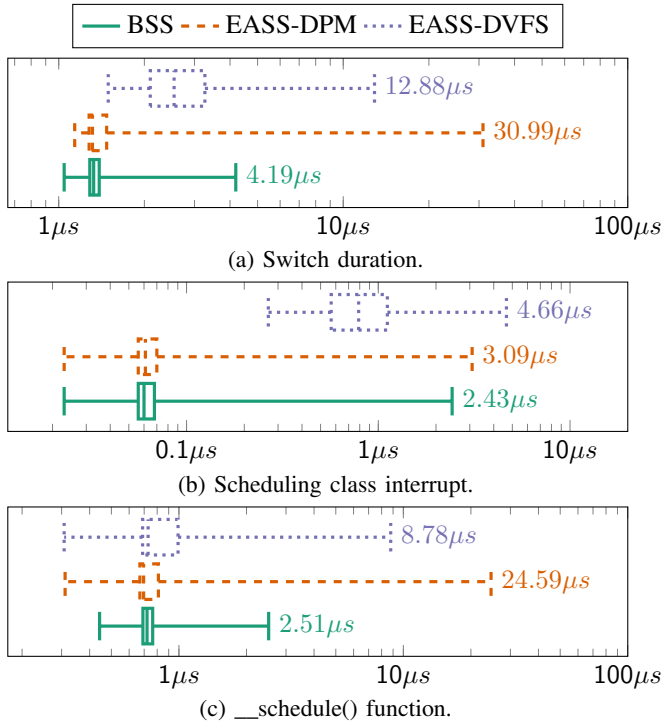 BSS EASS-DPM EASS-DVFS
12.88μs
30.99μs
4.19μs
1μs 10μs 100μs
(a) Switch duration.
4.66μs
3.09μs
2.43μs
0.1μs 1μs 10μs
(b) Scheduling class interrupt.
8.78μs
24.59μs
2.51μs
1μs 10μs 100μs
(c) __schedule() function.